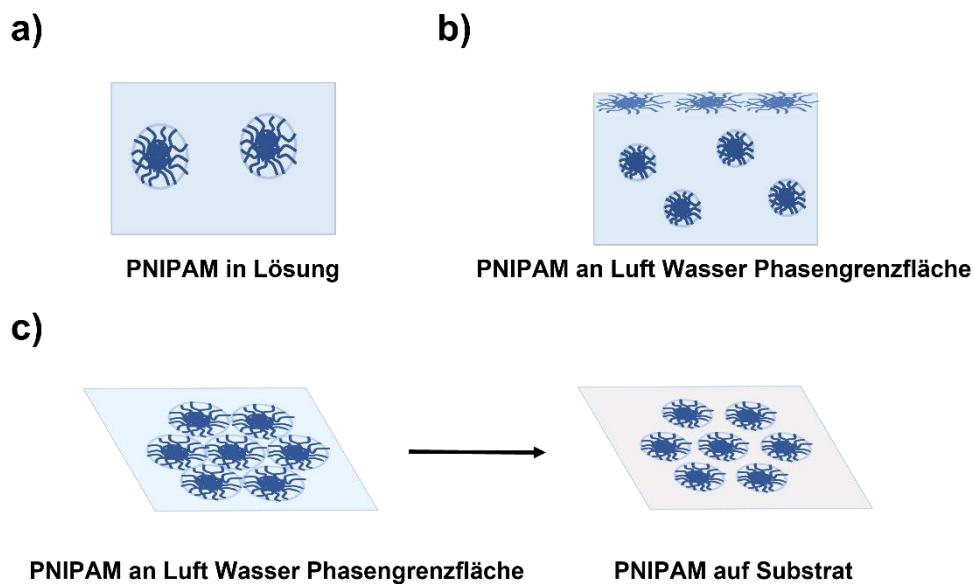 a)
b)
PNIPAM in Lösung
PNIPAM an Luft Wasser Phasengrenzfläche
c)
PNIPAM an Luft Wasser Phasengrenzfläche
PNIPAM auf Substrat